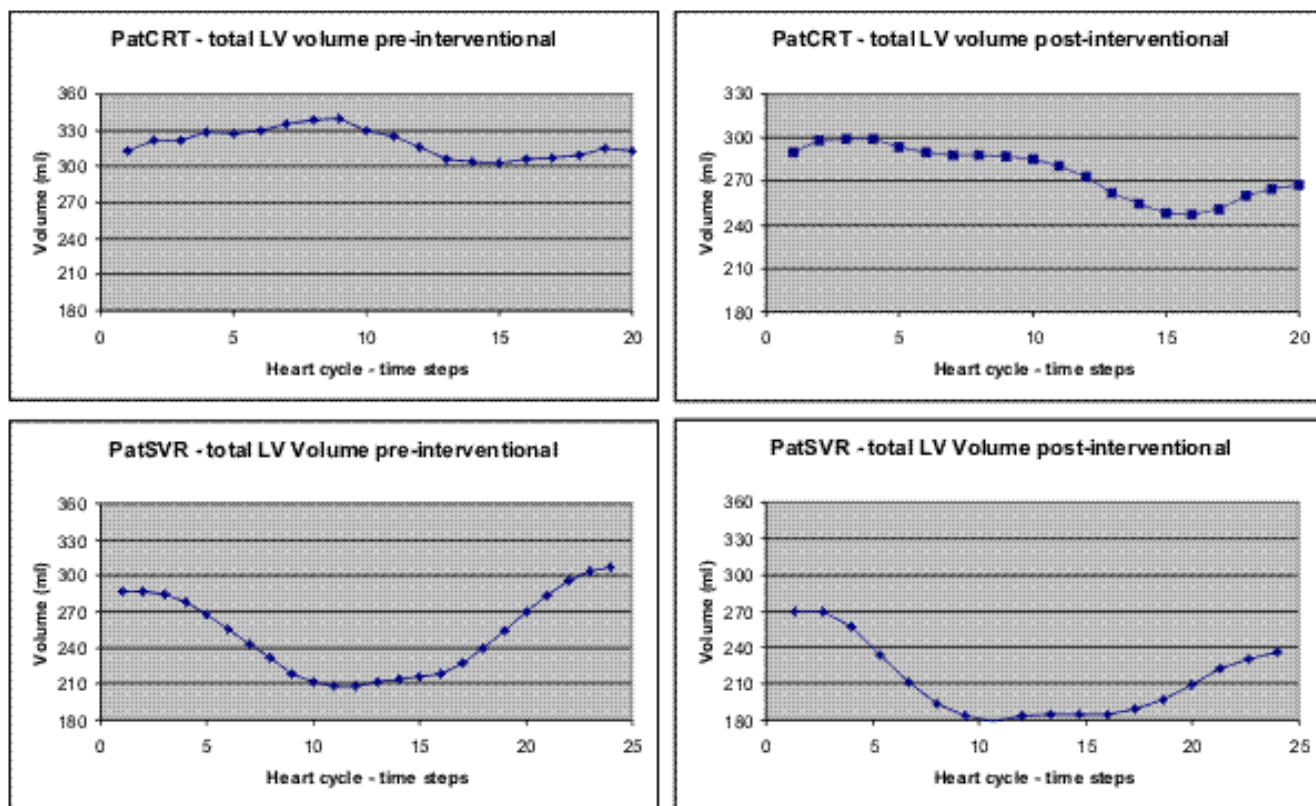 PatCRT - total LV volume pre-interventional
360
330
300
270
240
210
180
Volume (ml)
0 5 10 15 20
Heart cycle - time steps
PatCRT - total LV volume post-interventional
330
300
270
240
210
180
Volume (ml)
0 5 10 15 20
Heart cycle - time steps
PatSVR - total LV Volume pre-interventional
360
330
300
270
240
210
180
Volume (ml)
0 5 10 15 20 25
Heart cycle - time steps
PatSVR - total LV Volume post-interventional
360
330
300
270
240
210
180
Volume (ml)
0 5 10 15 20 25
Heart cycle - time steps